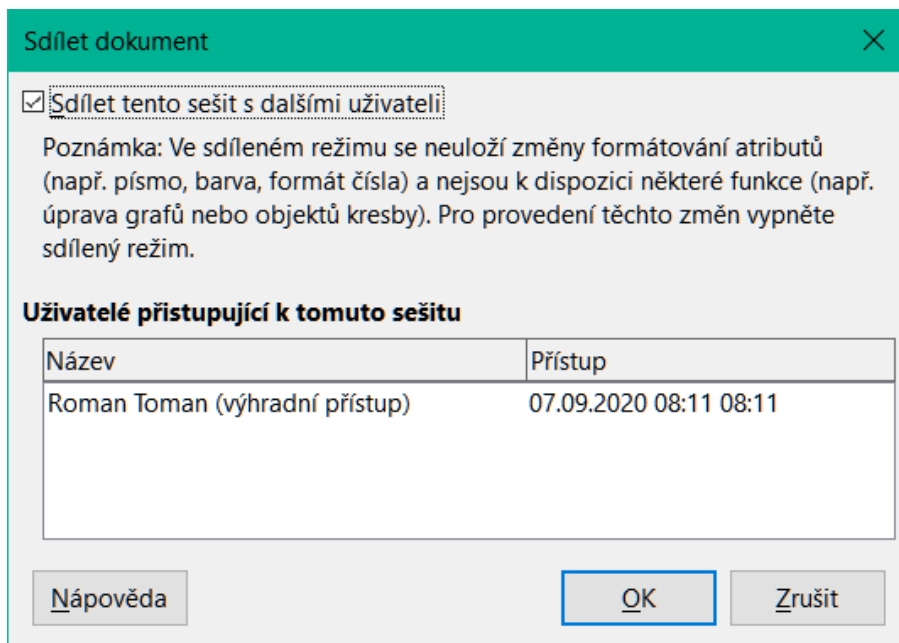 Sdílet dokument
Sdílet tento sešit s dalšími uživateli
Poznámka: Ve sdíleném režimu se neuloží změny formátování atributů
(např. písmo, barva, formát čísla) a nejsou k dispozici některé funkce (např.
úprava grafů nebo objektů kresby). Pro provedení těchto změn vypněte
sdílený režim.
Uživatelé přistupující k tomuto sešitu
Název Přístup
Roman Toman (výhradní přístup) 07.09.2020 08:11 08:11
Nápověda OK Zrušit